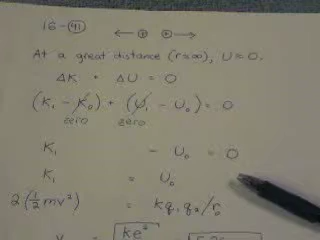 16-91 ← ⊕ ⊕ →
At a great distance (r≈∞), U=0.
ΔK + ΔU = 0
(K₁ - K₀) + (U₁ - U₀) = 0
zero zero
K₁ - U₀ = 0
K₁ = U₀
2(½mv²) = kq₁q₂/r₀
ke²